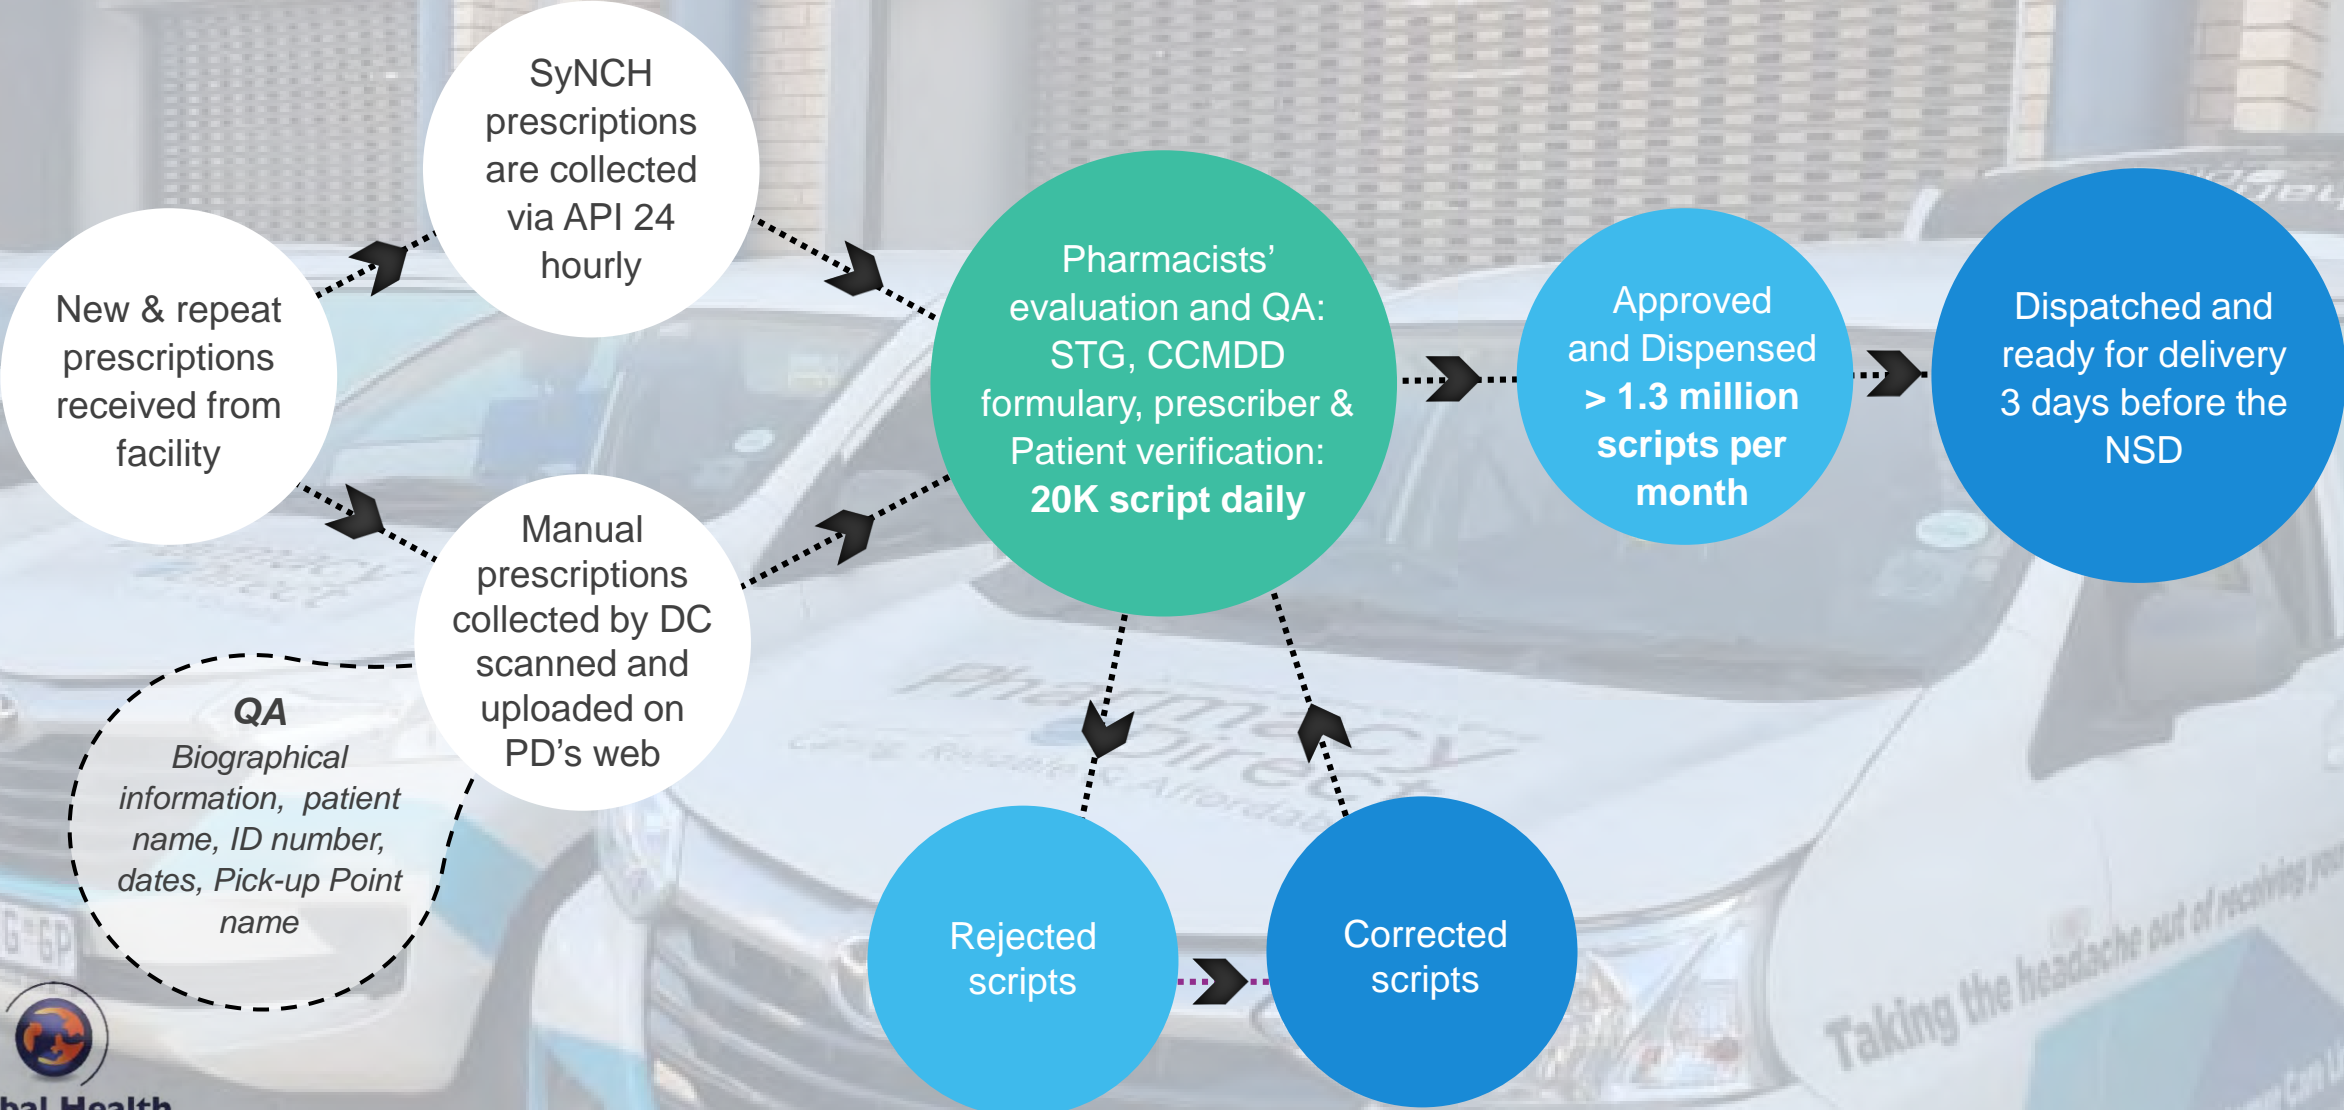 New & repeat
prescriptions
received from
facility
SyNCH
prescriptions
are collected
via API 24
hourly
Manual
prescriptions
collected by DC
scanned and
uploaded on
PD’s web
QA
Biographical
information, patient
name, ID number,
dates, Pick-up Point
name
Pharmacists’
evaluation and QA:
STG, CCMDD
formulary, prescriber &
Patient verification:
20K script daily
Approved
and Dispensed
> 1.3 million
scripts per
month
Dispatched and
ready for delivery
3 days before the
NSD
Rejected
scripts
Corrected
scripts
Pharmacy
Direct
Taking the headache out of receiving your
Health